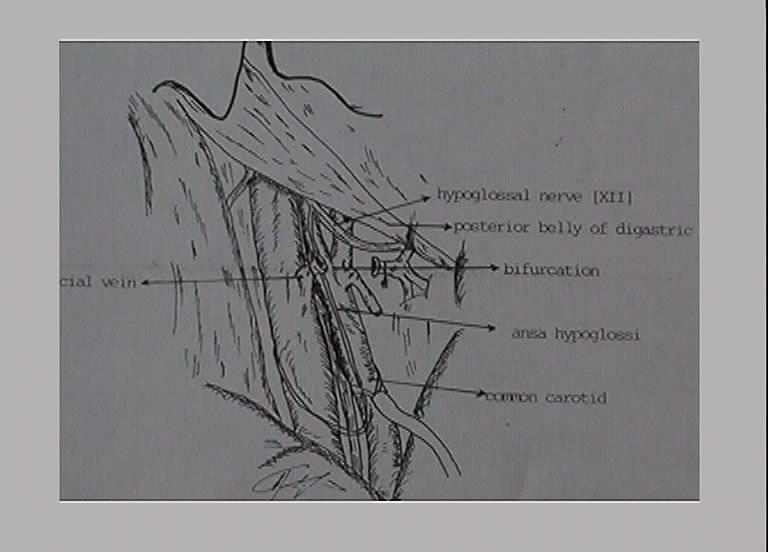 hypoglossal nerve [XII]
posterior belly of digastric
bifurcation
cial vein
ansa hypoglossi
common carotid